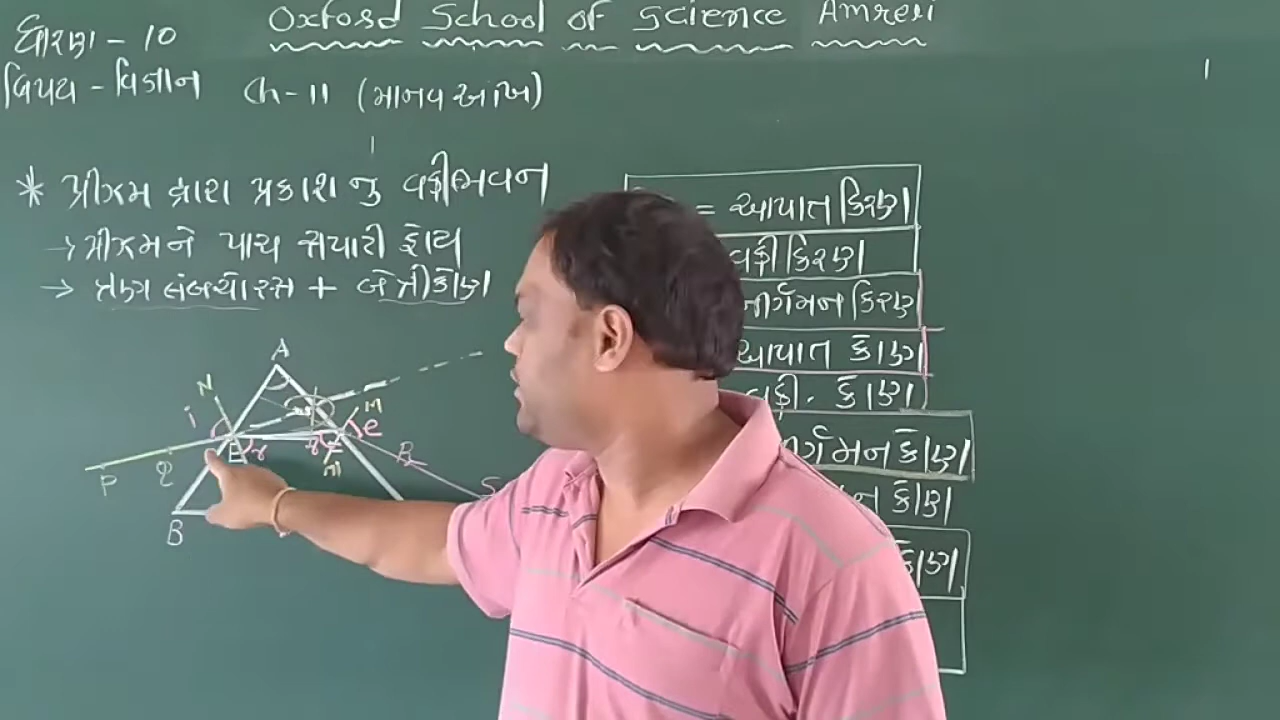 ધોરણ - 10
Oxford School of Science Amreli
વિષય - વિજ્ઞાન
Ch-11 (માનવ આંખ)
* પ્રીઝમ દ્વારા પ્રકાશ નુ વક્રીભવન
→ પ્રીઝમને પાચ સપાટી હોય
→ ત્રણ લંબચોરસ + બે ત્રીકોણ
= આપાત કિરણ
વક્રી કિરણ
નીર્ગમન કિરણ
આપાત કોણ
વક્રી. કોણ
ર્ગમન કોણ
ન કોણ
કોણ
A
N
M
i
e
E
r
r
M
P
Q
R
S
B